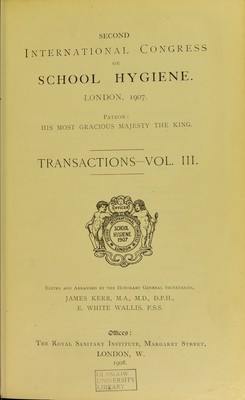 SECOND
INTERNATIONAL CONGRESS
ON
SCHOOL HYGIENE.
LONDON, 1907.
PATRON:
HIS MOST GRACIOUS MAJESTY THE KING.
TRANSACTIONS—VOL. III.
SCHOOL
HYGIENE
1907
EDITED AND ARRANGED BY THE HONORARY GENERAL SECRETARIES,
JAMES KERR, M.A., M.D., D.P.H.,
E. WHITE WALLIS, F.S.S.
Offices:
THE ROYAL SANITARY INSTITUTE, MARGARET STREET,
LONDON, W.
1908.
GLASGOW
UNIVERSITY
LIBRARY